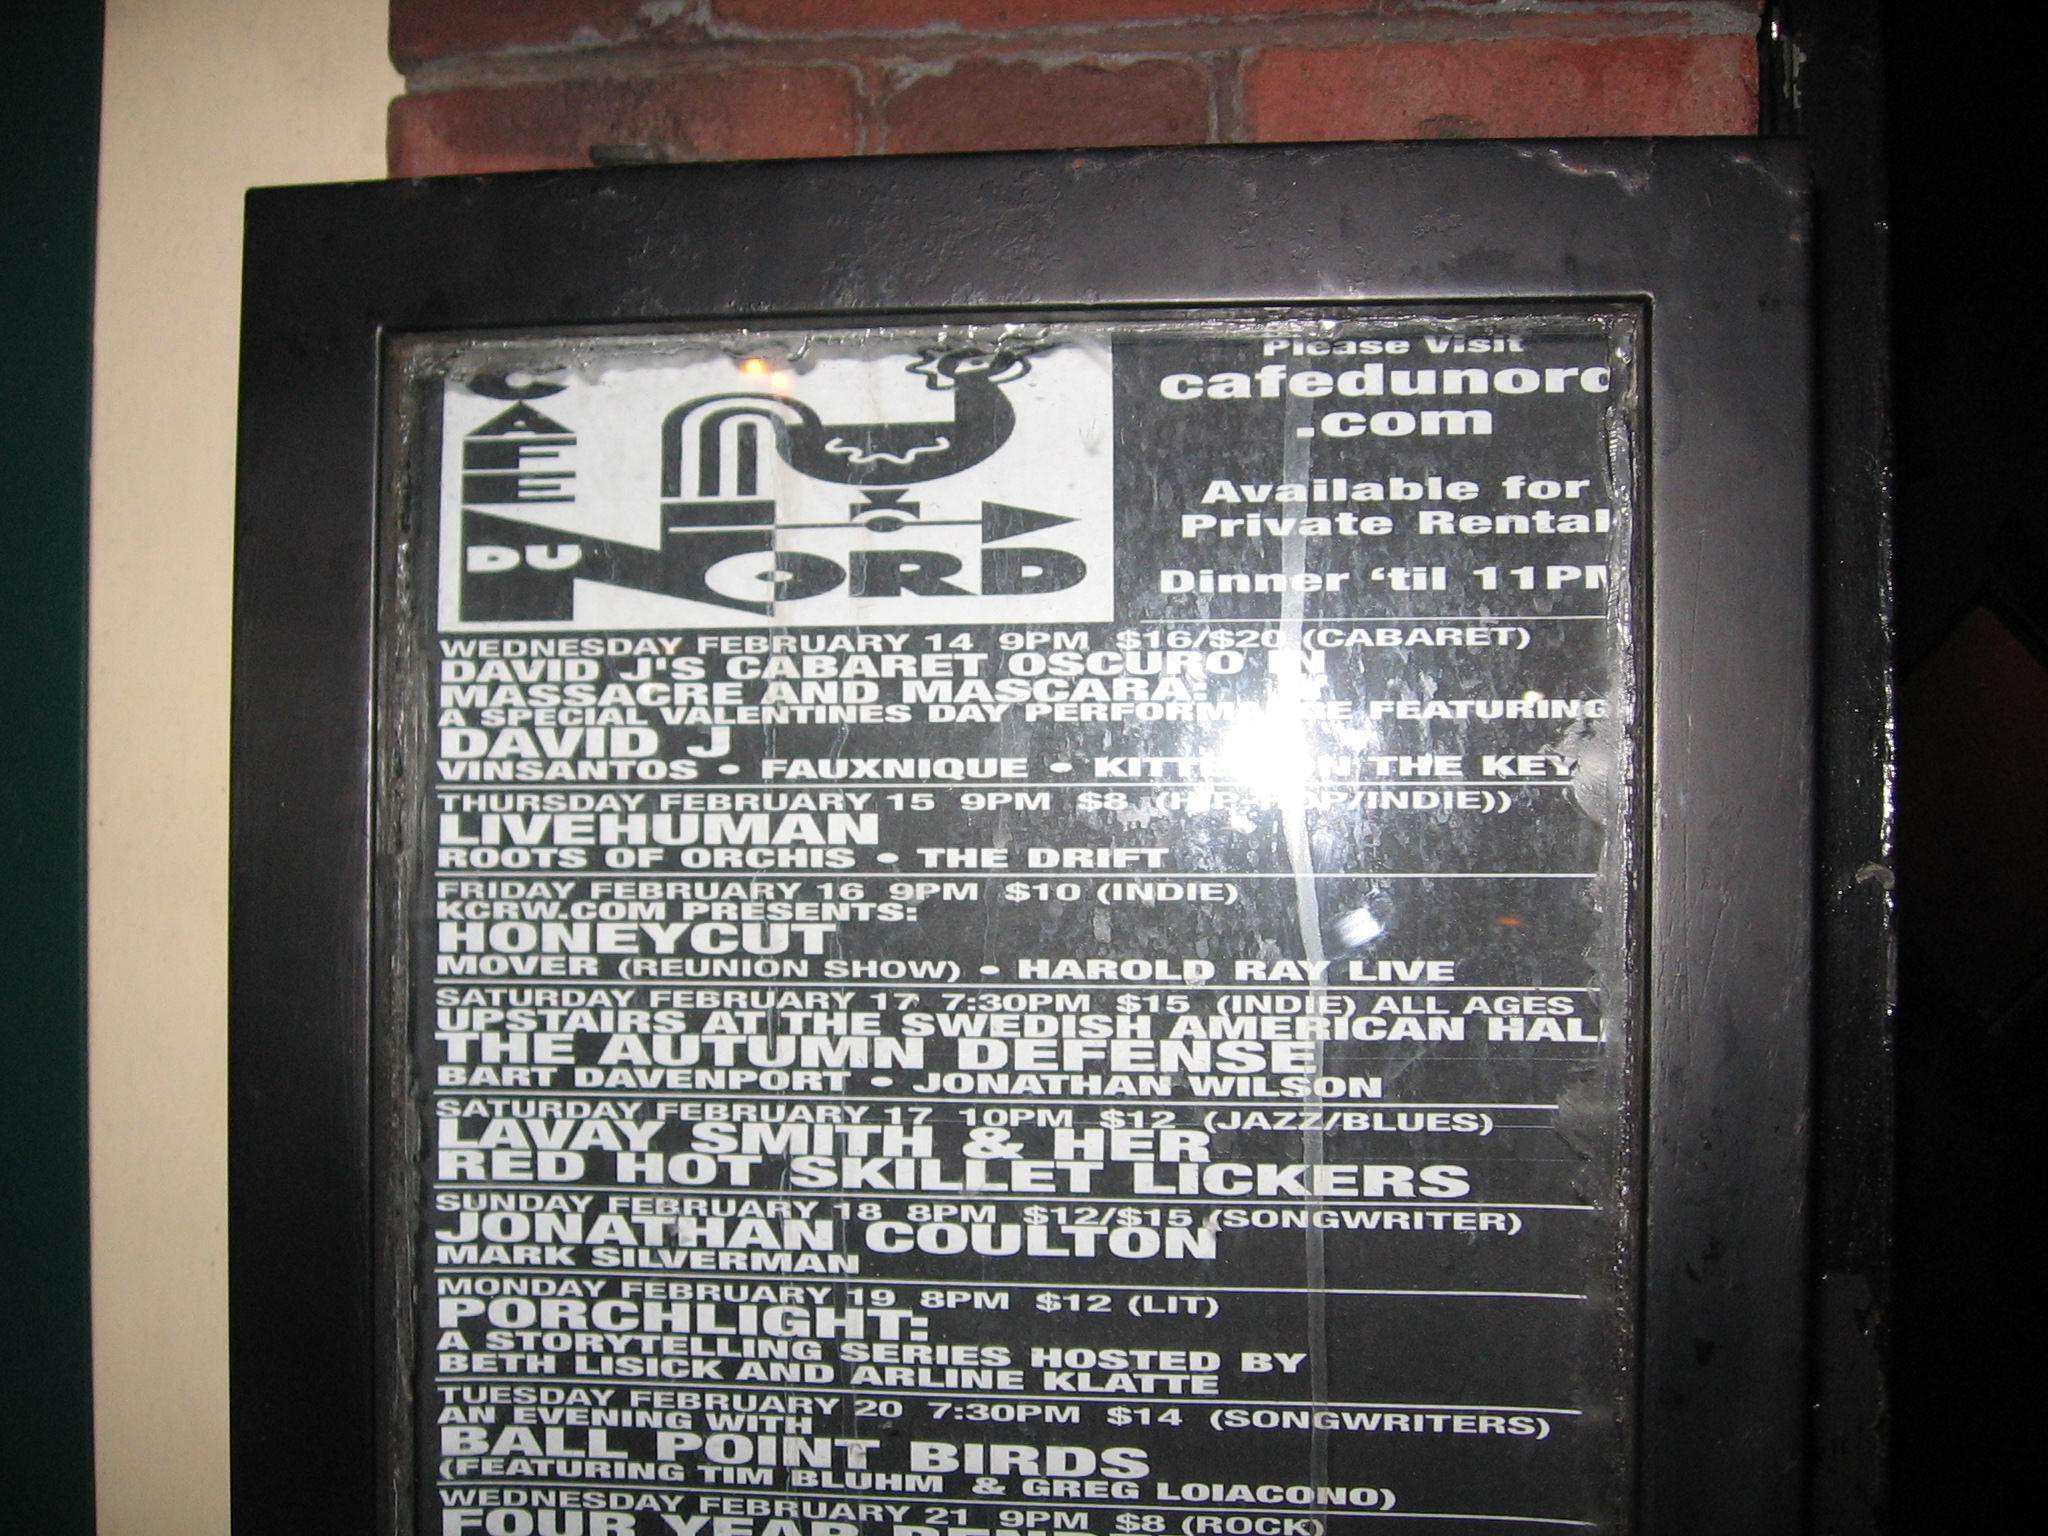 CAFE
DU NORD
Please Visit
cafedunord
.com
Available for
Private Rental
Dinner 'til 11PM
WEDNESDAY FEBRUARY 14 9PM $16/$20 (CABARET)
DAVID J'S CABARET OSCURO IN
MASSACRE AND MASCARA:
A SPECIAL VALENTINES DAY PERFORMANCE FEATURING
DAVID J
VINSANTOS • FAUXNIQUE • KITTEN ON THE KEYS
THURSDAY FEBRUARY 15 9PM $8 (HIP-HOP/INDIE))
LIVEHUMAN
ROOTS OF ORCHIS • THE DRIFT
FRIDAY FEBRUARY 16 9PM $10 (INDIE)
KCRW.COM PRESENTS:
HONEYCUT
MOVER (REUNION SHOW) • HAROLD RAY LIVE
SATURDAY FEBRUARY 17 7:30PM $15 (INDIE) ALL AGES
UPSTAIRS AT THE SWEDISH AMERICAN HALL
THE AUTUMN DEFENSE
BART DAVENPORT • JONATHAN WILSON
SATURDAY FEBRUARY 17 10PM $12 (JAZZ/BLUES)
LAVAY SMITH & HER
RED HOT SKILLET LICKERS
SUNDAY FEBRUARY 18 8PM $12/$15 (SONGWRITER)
JONATHAN COULTON
MARK SILVERMAN
MONDAY FEBRUARY 19 8PM $12 (LIT)
PORCHLIGHT:
A STORYTELLING SERIES HOSTED BY
BETH LISICK AND ARLINE KLATTE
TUESDAY FEBRUARY 20 7:30PM $14 (SONGWRITERS)
AN EVENING WITH
BALL POINT BIRDS
(FEATURING TIM BLUHM & GREG LOIACONO)
WEDNESDAY FEBRUARY 21 9PM $8 (ROCK)
FOUR YEAR